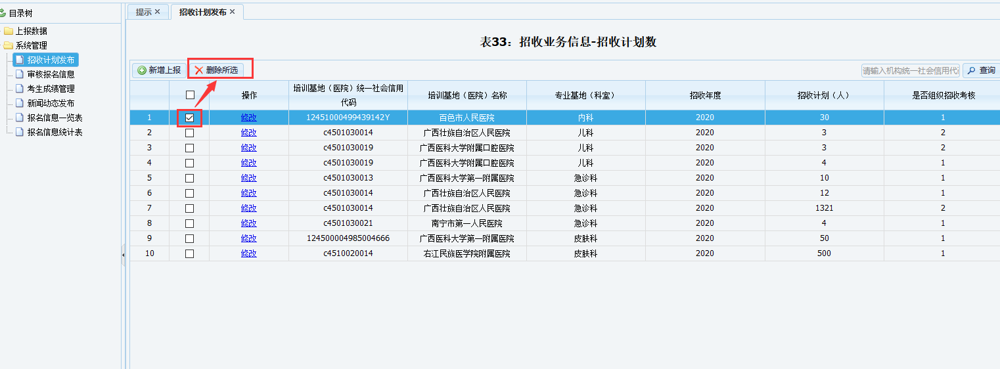 目录树
上报数据
系统管理
招收计划发布
审核报名信息
考生成绩管理
新闻动态发布
报名信息一览表
报名信息统计表
提示 招收计划发布
表33：招收业务信息-招收计划数
新增上报 删除所选 请输入机构统一社会信用代 查询
操作 培训基地（医院）统一社会信用代码 培训基地（医院）名称 专业基地（科室） 招收年度 招收计划（人） 是否组织招收考核
1 修改 12451000499439142Y 百色市人民医院 内科 2020 30 1
2 修改 c4501030014 广西壮族自治区人民医院 儿科 2020 3 2
3 修改 c4501030019 广西医科大学附属口腔医院 儿科 2020 3 2
4 修改 c4501030019 广西医科大学附属口腔医院 儿科 2020 4 1
5 修改 c4501030013 广西医科大学第一附属医院 急诊科 2020 10 1
6 修改 c4501030014 广西壮族自治区人民医院 急诊科 2020 12 1
7 修改 c4501030014 广西壮族自治区人民医院 急诊科 2020 1321 2
8 修改 c4501030021 南宁市第一人民医院 急诊科 2020 4 1
9 修改 124500004985004666 广西医科大学第一附属医院 皮肤科 2020 50 1
10 修改 c4510020014 右江民族医学院附属医院 皮肤科 2020 500 1